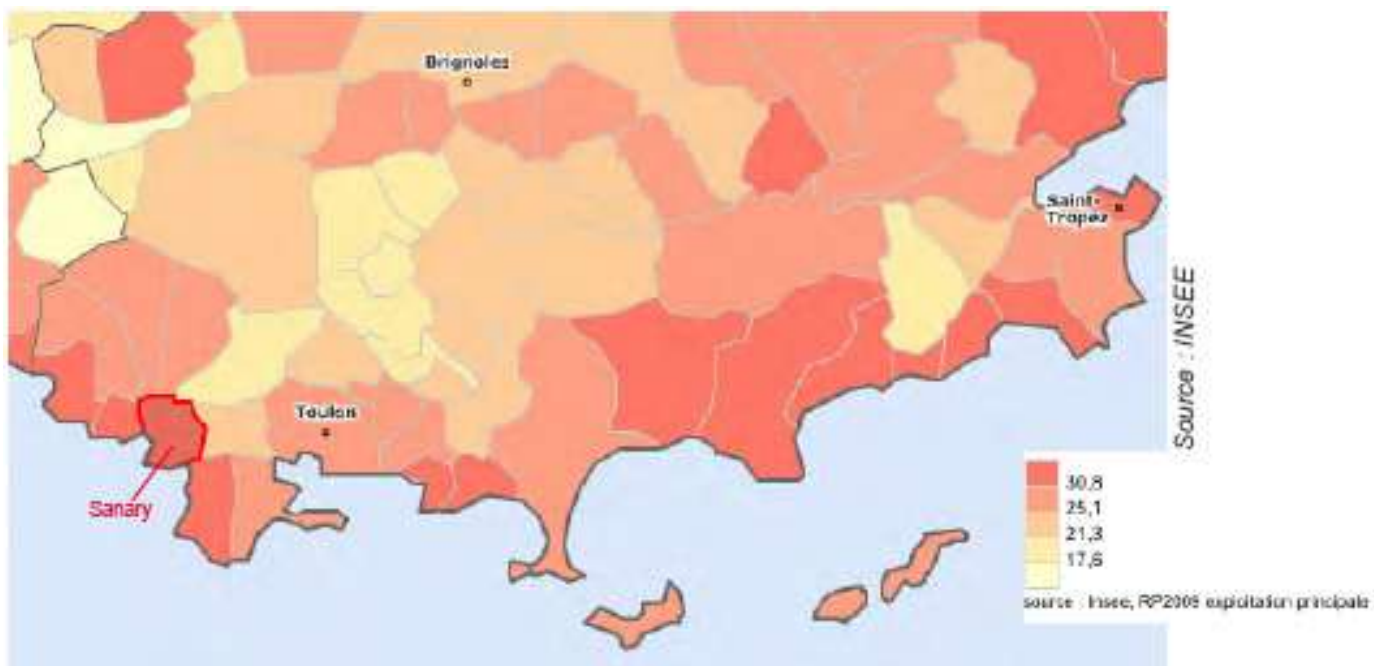 Brignoles
Saint-
Tropez
Source : INSEE
Toulon
Sanary
30,8
25,1
21,3
17,6
source : Insee, RP2009 exploitation principale